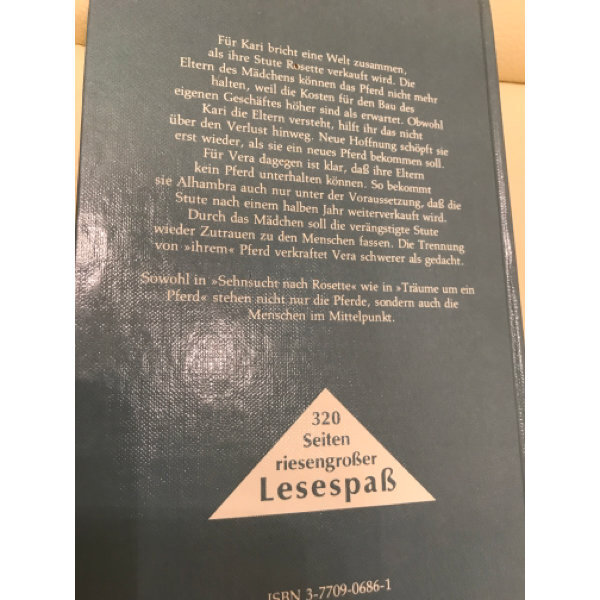 Für Kari bricht eine Welt zusammen,
als ihre Stute Rosette verkauft wird. Die
Eltern des Mädchens können das Pferd nicht mehr
halten, weil die Kosten für den Bau des
eigenen Geschäftes höher sind als erwartet. Obwohl
Kari die Eltern versteht, hilft ihr das nicht
über den Verlust hinweg. Neue Hoffnung schöpft sie
erst wieder, als sie ein neues Pferd bekommen soll.
Für Vera dagegen ist klar, daß ihre Eltern
kein Pferd unterhalten können. So bekommt
sie Alhambra auch nur unter der Voraussetzung, daß die
Stute nach einem halben Jahr weiterverkauft wird.
Durch das Mädchen soll die verängstigte Stute
wieder Zutrauen zu den Menschen fassen. Die Trennung
von »ihrem« Pferd verkraftet Vera schwerer als gedacht.
Sowohl in »Sehnsucht nach Rosette« wie in »Träume um ein
Pferd« stehen nicht nur die Pferde, sondern auch die
Menschen im Mittelpunkt.
320
Seiten
riesengroßer
Lesespaß
ISBN 3-7709-0686-1